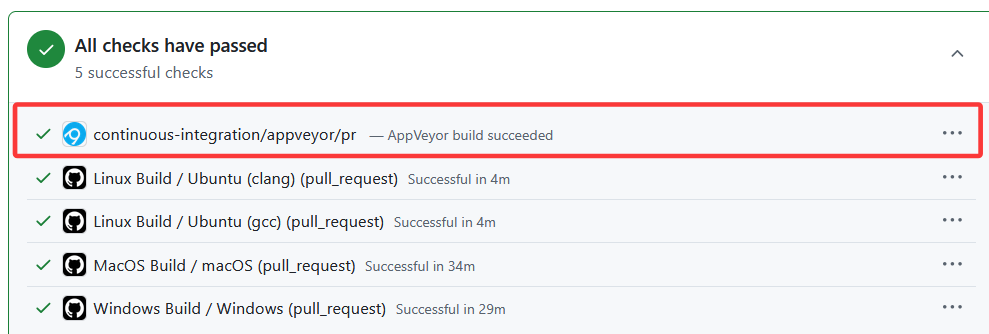 All checks have passed
5 successful checks
continuous-integration/appveyor/pr — AppVeyor build succeeded
Linux Build / Ubuntu (clang) (pull_request) Successful in 4m
Linux Build / Ubuntu (gcc) (pull_request) Successful in 4m
MacOS Build / macOS (pull_request) Successful in 34m
Windows Build / Windows (pull_request) Successful in 29m